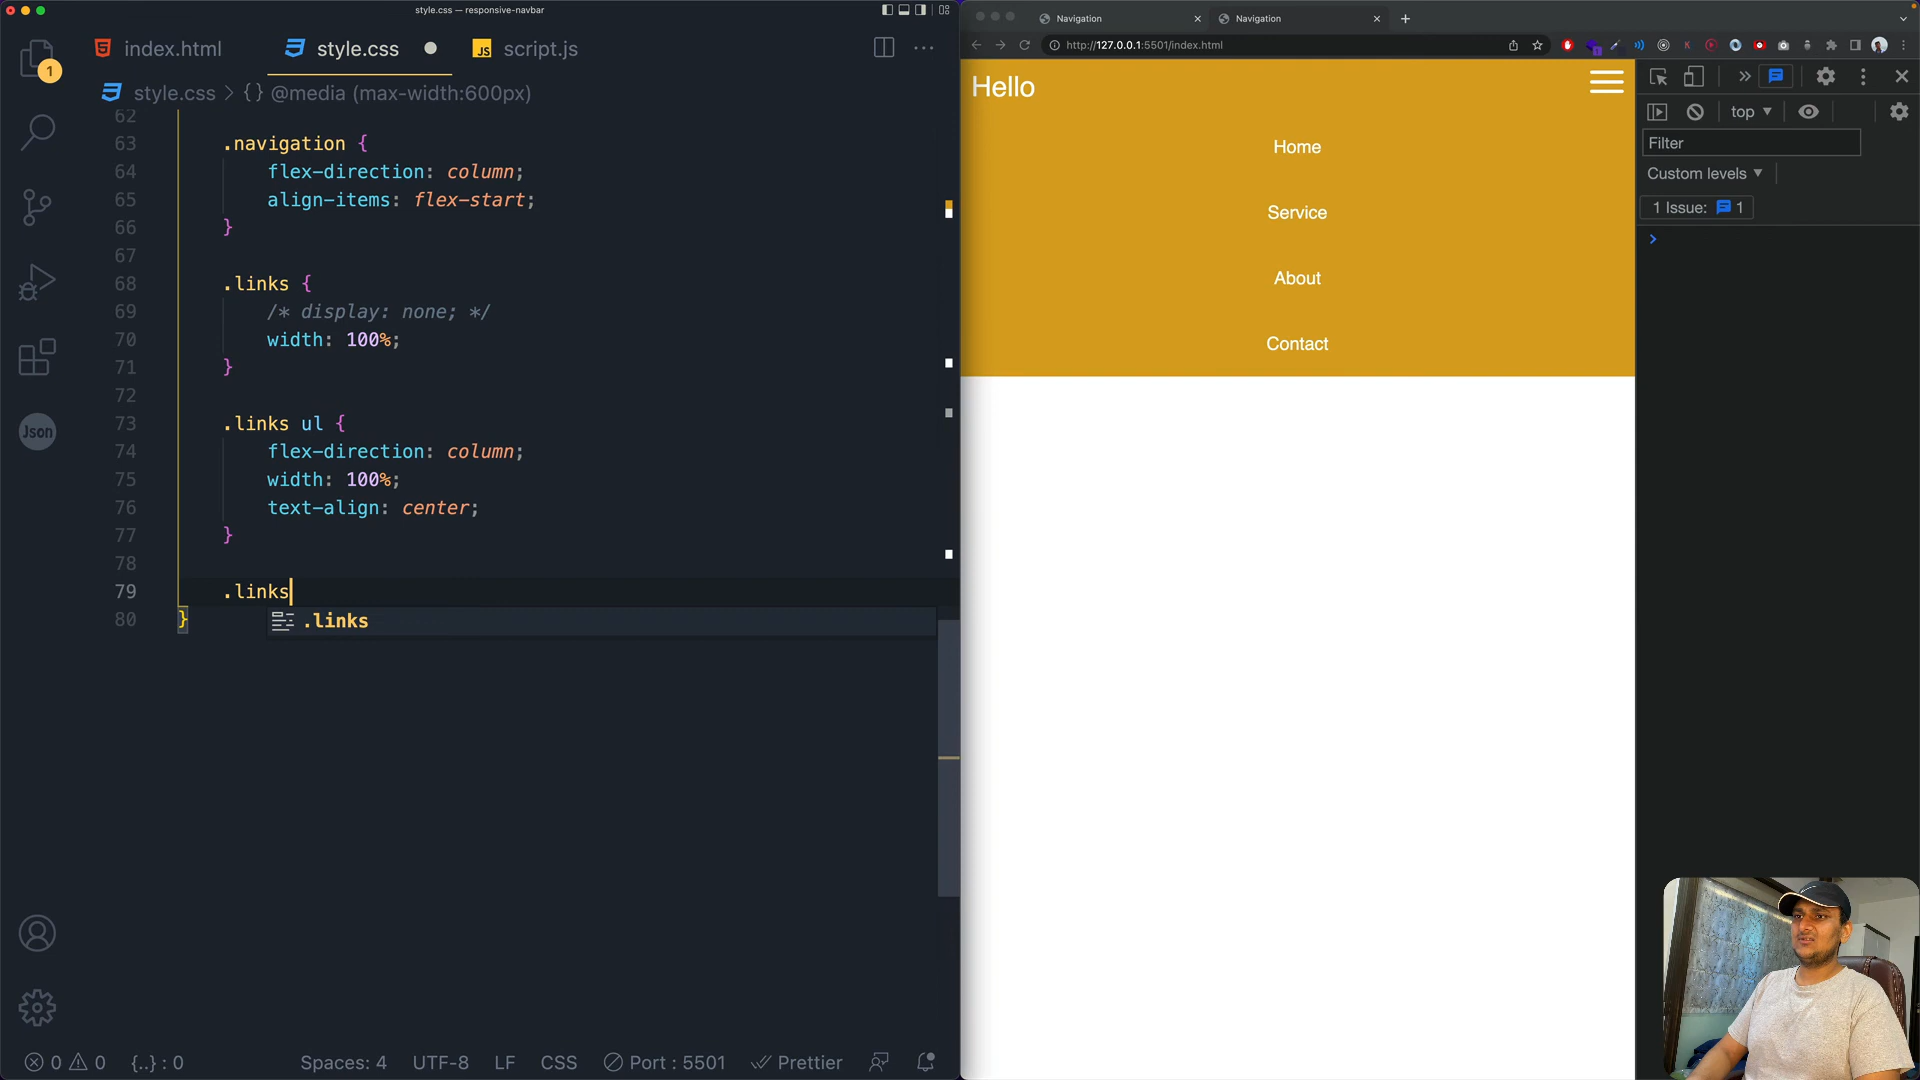 style.css — responsive-navbar
index.html
style.css
JS script.js
style.css > {} @media (max-width:600px)
1
Json
62
63 .navigation {
64 flex-direction: column;
65 align-items: flex-start;
66 }
67
68 .links {
69 /* display: none; */
70 width: 100%;
71 }
72
73 .links ul {
74 flex-direction: column;
75 width: 100%;
76 text-align: center;
77 }
78
79 .links
80 }
.links
0 0 {..} : 0 Spaces: 4 UTF-8 LF CSS Port : 5501 Prettier
Navigation
Navigation
http://127.0.0.1:5501/index.html
Hello
Home
Service
About
Contact
top
Filter
Custom levels
1 Issue: 1